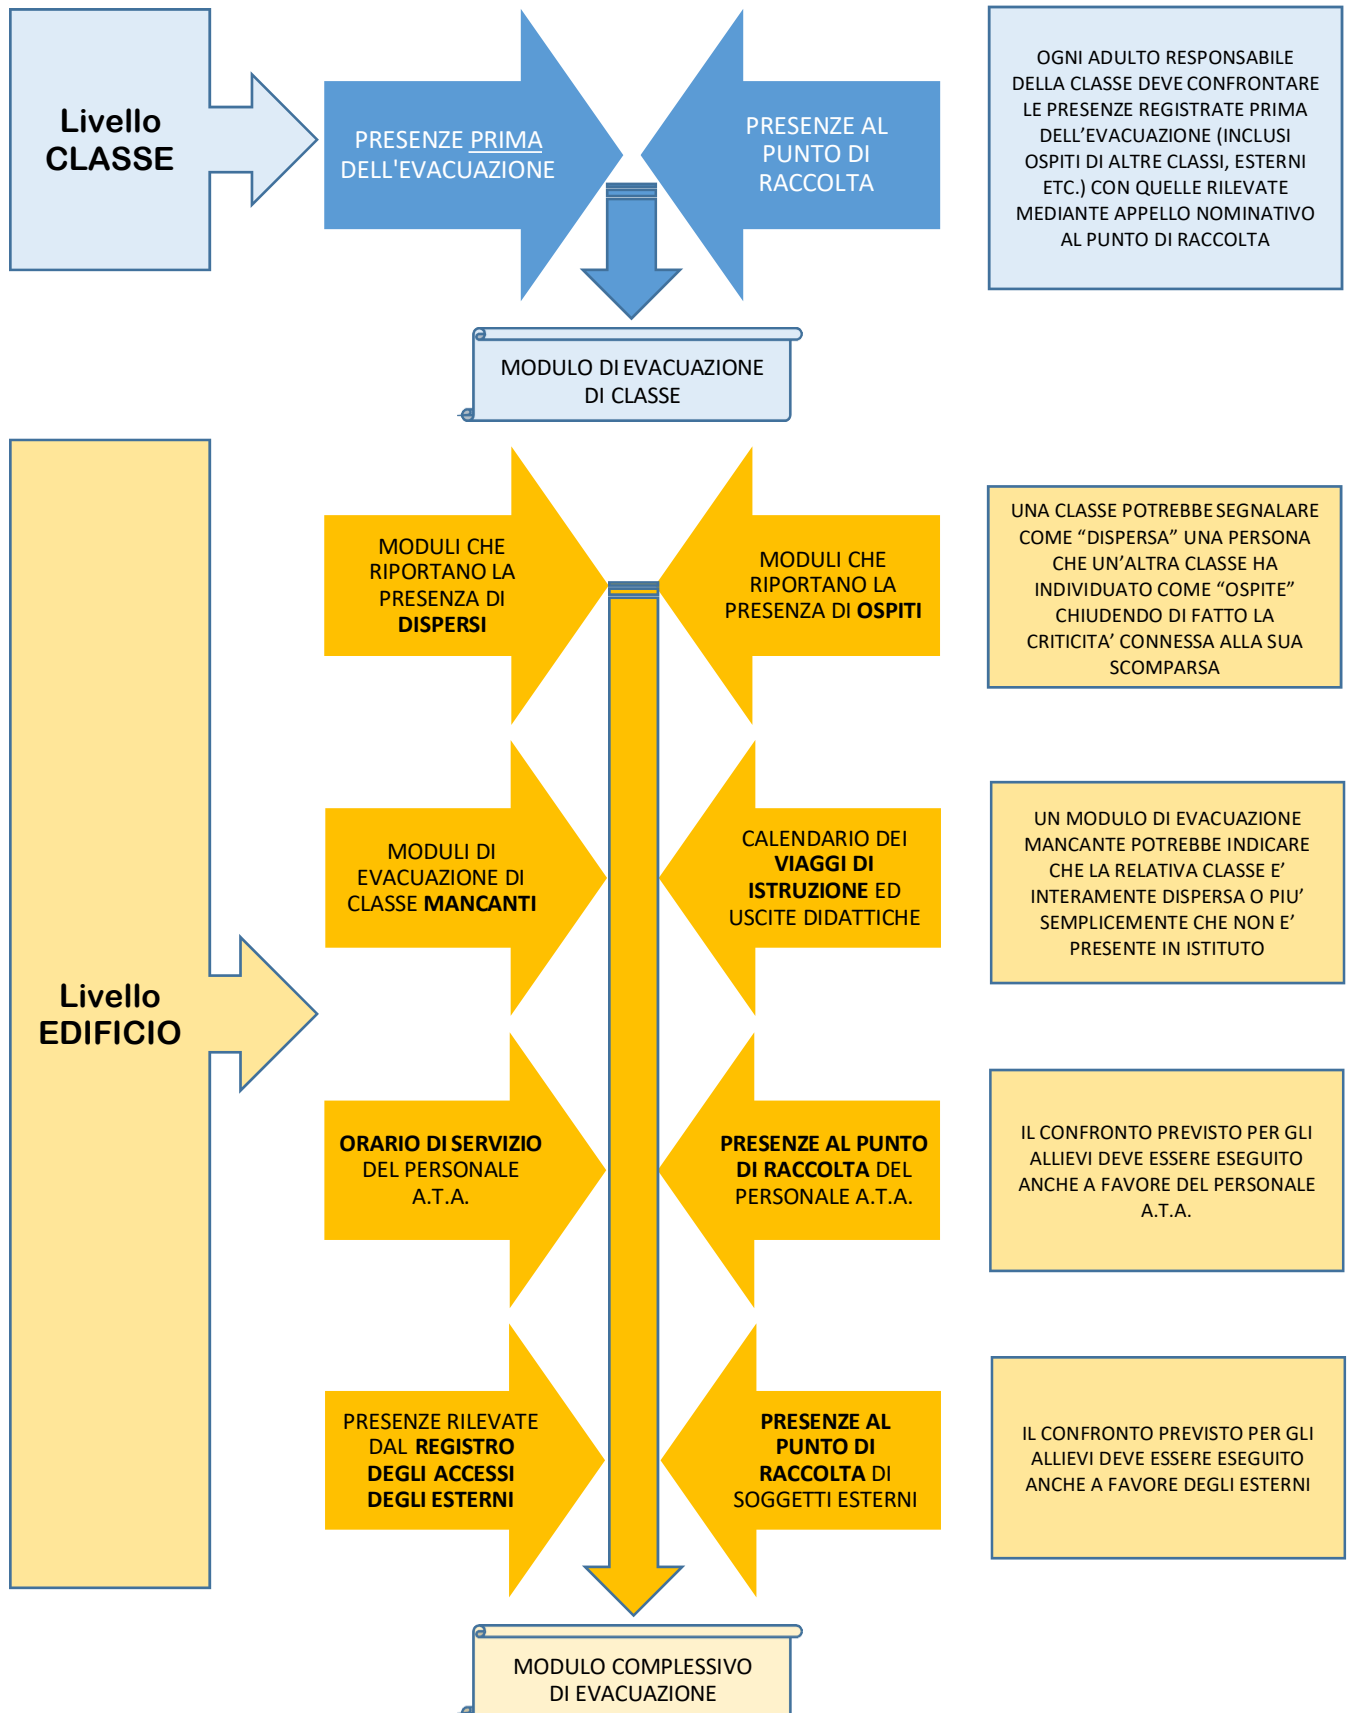 Livello
CLASSE
PRESENZE PRIMA
DELL'EVACUAZIONE
PRESENZE AL
PUNTO DI
RACCOLTA
OGNI ADULTO RESPONSABILE
DELLA CLASSE DEVE CONFRONTARE
LE PRESENZE REGISTRATE PRIMA
DELL’EVACUAZIONE (INCLUSI
OSPITI DI ALTRE CLASSI, ESTERNI
ETC.) CON QUELLE RILEVATE
MEDIANTE APPELLO NOMINATIVO
AL PUNTO DI RACCOLTA
MODULO DI EVACUAZIONE
DI CLASSE
Livello
EDIFICIO
MODULI CHE
RIPORTANO LA
PRESENZA DI
DISPERSI
MODULI CHE
RIPORTANO LA
PRESENZA DI OSPITI
UNA CLASSE POTREBBE SEGNALARE
COME “DISPERSA” UNA PERSONA
CHE UN’ALTRA CLASSE HA
INDIVIDUATO COME “OSPITE”
CHIUDENDO DI FATTO LA
CRITICITA’ CONNESSA ALLA SUA
SCOMPARSA
MODULI DI
EVACUAZIONE DI
CLASSE MANCANTI
CALENDARIO DEI
VIAGGI DI
ISTRUZIONE ED
USCITE DIDATTICHE
UN MODULO DI EVACUAZIONE
MANCANTE POTREBBE INDICARE
CHE LA RELATIVA CLASSE E’
INTERAMENTE DISPERSA O PIU’
SEMPLICEMENTE CHE NON E’
PRESENTE IN ISTITUTO
ORARIO DI SERVIZIO
DEL PERSONALE
A.T.A.
PRESENZE AL PUNTO
DI RACCOLTA DEL
PERSONALE A.T.A.
IL CONFRONTO PREVISTO PER GLI
ALLIEVI DEVE ESSERE ESEGUITO
ANCHE A FAVORE DEL PERSONALE
A.T.A.
PRESENZE RILEVATE
DAL REGISTRO
DEGLI ACCESSI
DEGLI ESTERNI
PRESENZE AL
PUNTO DI
RACCOLTA DI
SOGGETTI ESTERNI
IL CONFRONTO PREVISTO PER GLI
ALLIEVI DEVE ESSERE ESEGUITO
ANCHE A FAVORE DEGLI ESTERNI
MODULO COMPLESSIVO
DI EVACUAZIONE